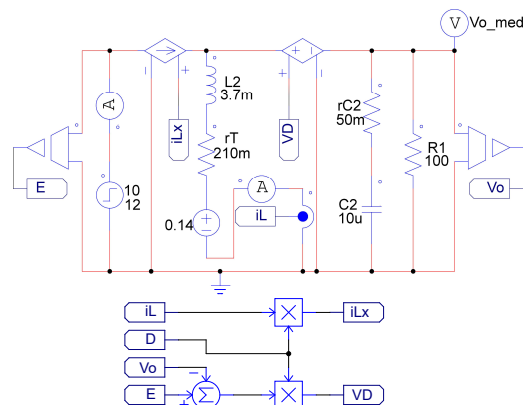 V Vo_med
A
L2
3.7m
iLx
rT
210m
VD
rC2
50m
R1
100
E
10
12
0.14
A
iL
C2
10u
Vo
iL
iLx
D
Vo
E
Σ
VD